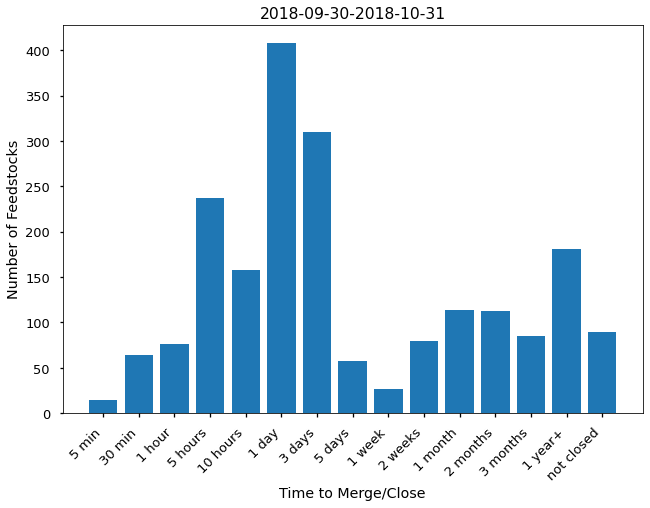 2018-09-30-2018-10-31
Number of Feedstocks
400
350
300
250
200
150
100
50
0
5 min
30 min
1 hour
5 hours
10 hours
1 day
3 days
5 days
1 week
2 weeks
1 month
2 months
3 months
1 year+
not closed
Time to Merge/Close